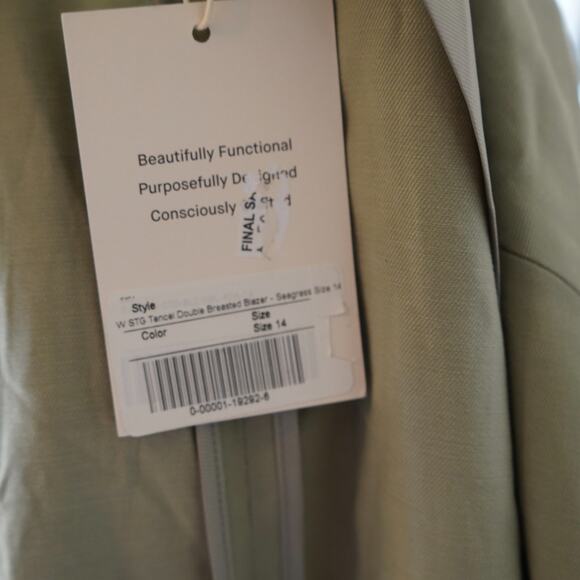 Beautifully Functional
Purposefully Designed
Consciously
FINAL
Style
W STG Tencel Double Breasted Blazer - Seagrass Size 14
Color Size
Size 14
0-00001-19292-6